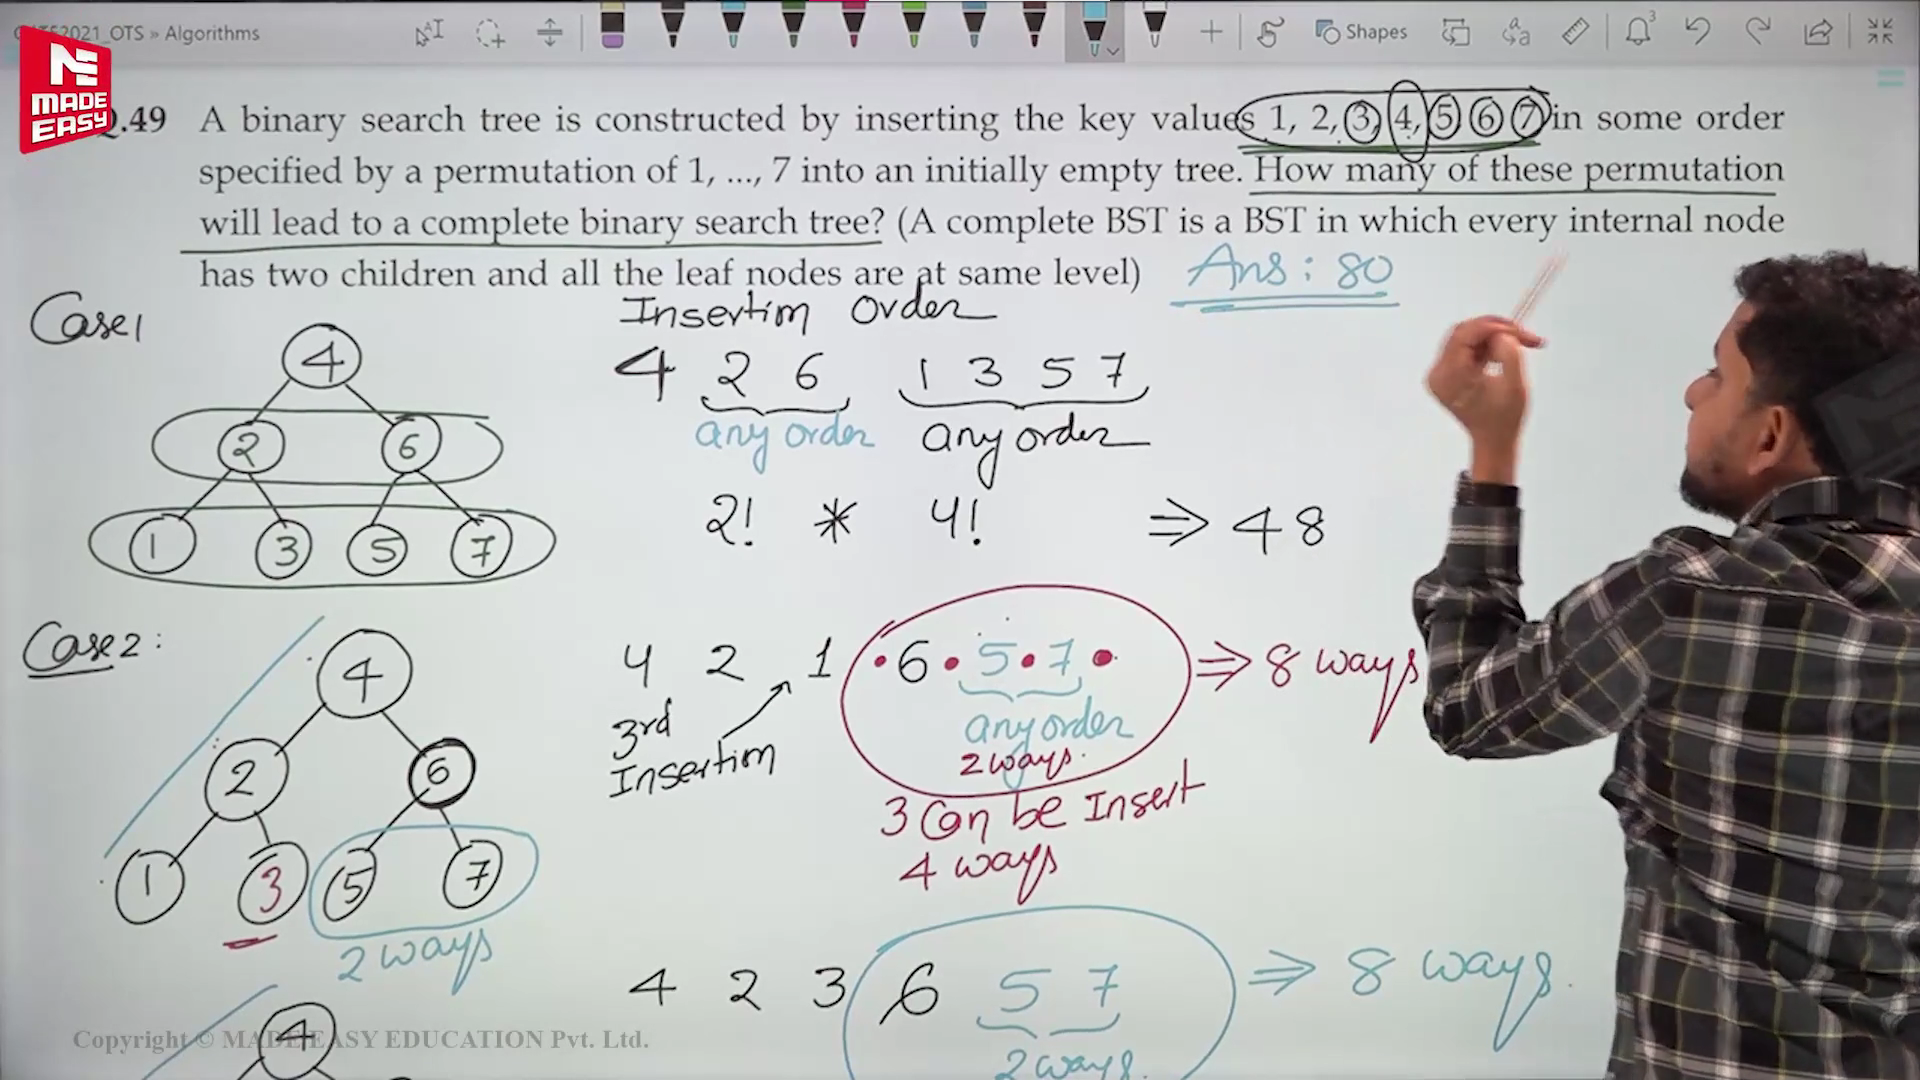 2021_OTS » Algorithms
Shapes
3
MADE EASY
.49 A binary search tree is constructed by inserting the key values 1, 2, 3, 4, 5, 6, 7 in some order
specified by a permutation of 1, ..., 7 into an initially empty tree. How many of these permutation
will lead to a complete binary search tree? (A complete BST is a BST in which every internal node
has two children and all the leaf nodes are at same level) Ans : 80
Case 1
Insertim Order
4
4 2 6 1 3 5 7
2 6
any order any order
1 3 5 7
2! * 4! ⇒ 48
Case 2 :
4
4 2 1 • 6 • 5 • 7 • ⇒ 8 ways
any order
2 ways.
3rd
Insertim
2 6
3 Can be Insert
4 ways
1 3 5 7
2 ways
4 2 3 6 5 7 ⇒ 8 ways.
2 ways.
4
Copyright © MADE EASY EDUCATION Pvt. Ltd.